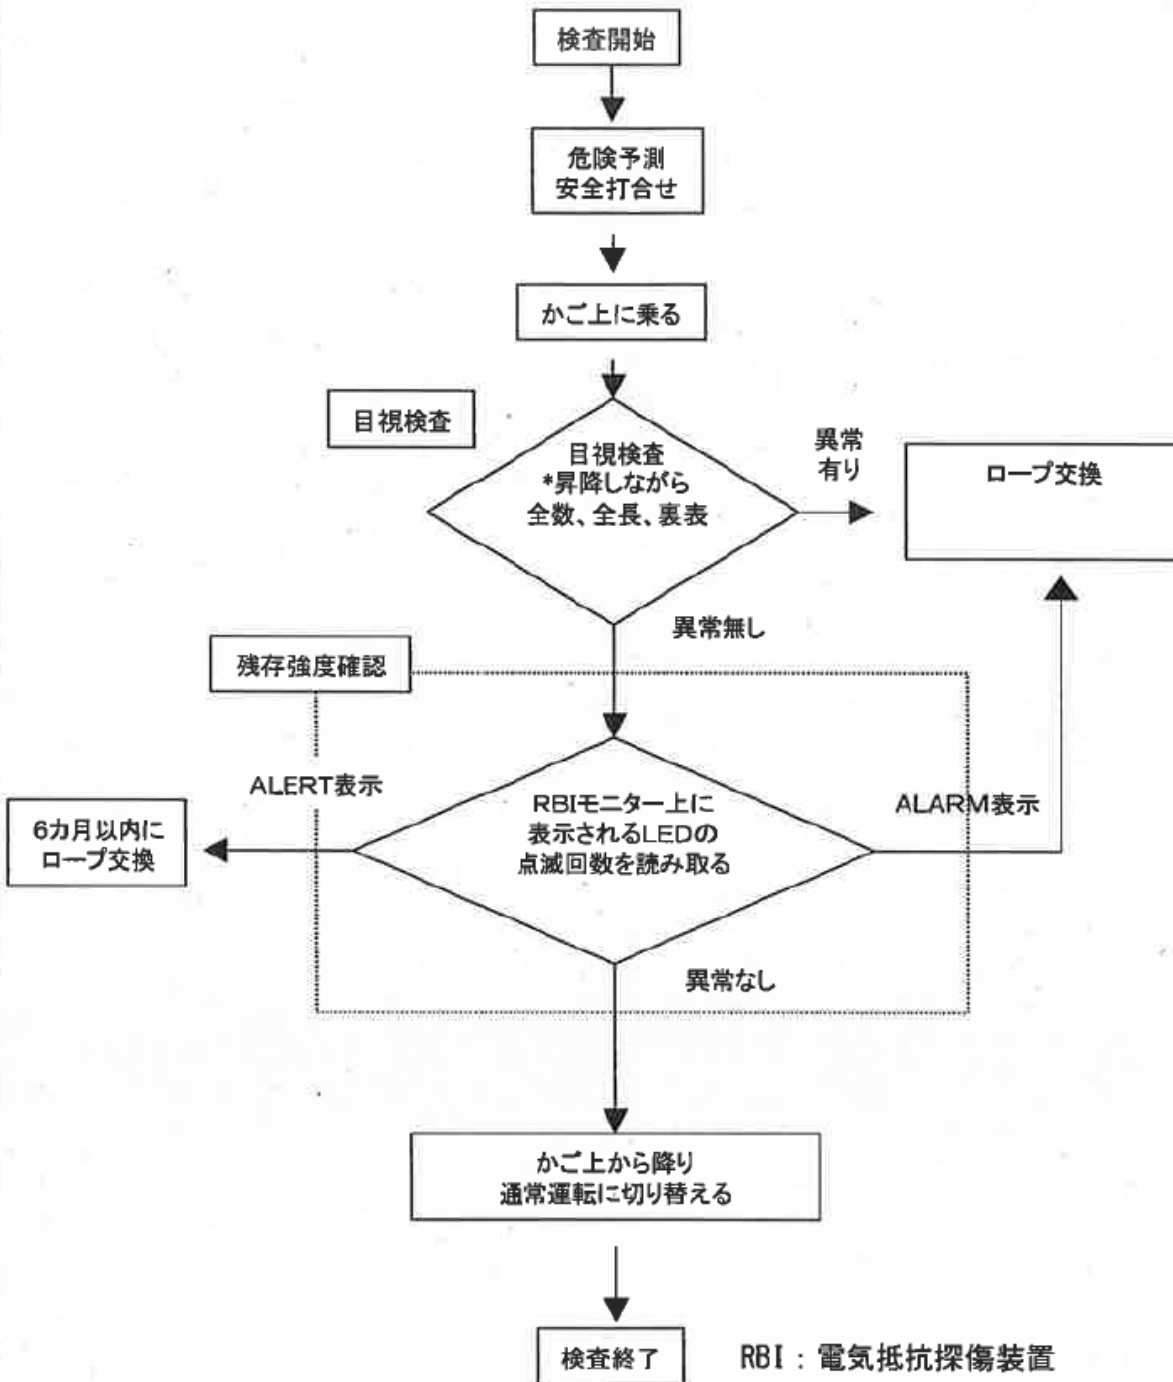 検査開始
危険予測
安全打合せ
かご上に乗る
目視検査
目視検査
*昇降しながら
全数、全長、裏表
異常
有り
ロープ交換
異常無し
残存強度確認
ALERT表示
RBIモニター上に
表示されるLEDの
点滅回数を読み取る
ALARM表示
6カ月以内に
ロープ交換
異常なし
かご上から降り
通常運転に切り替える
検査終了
RBI：電気抵抗探傷装置